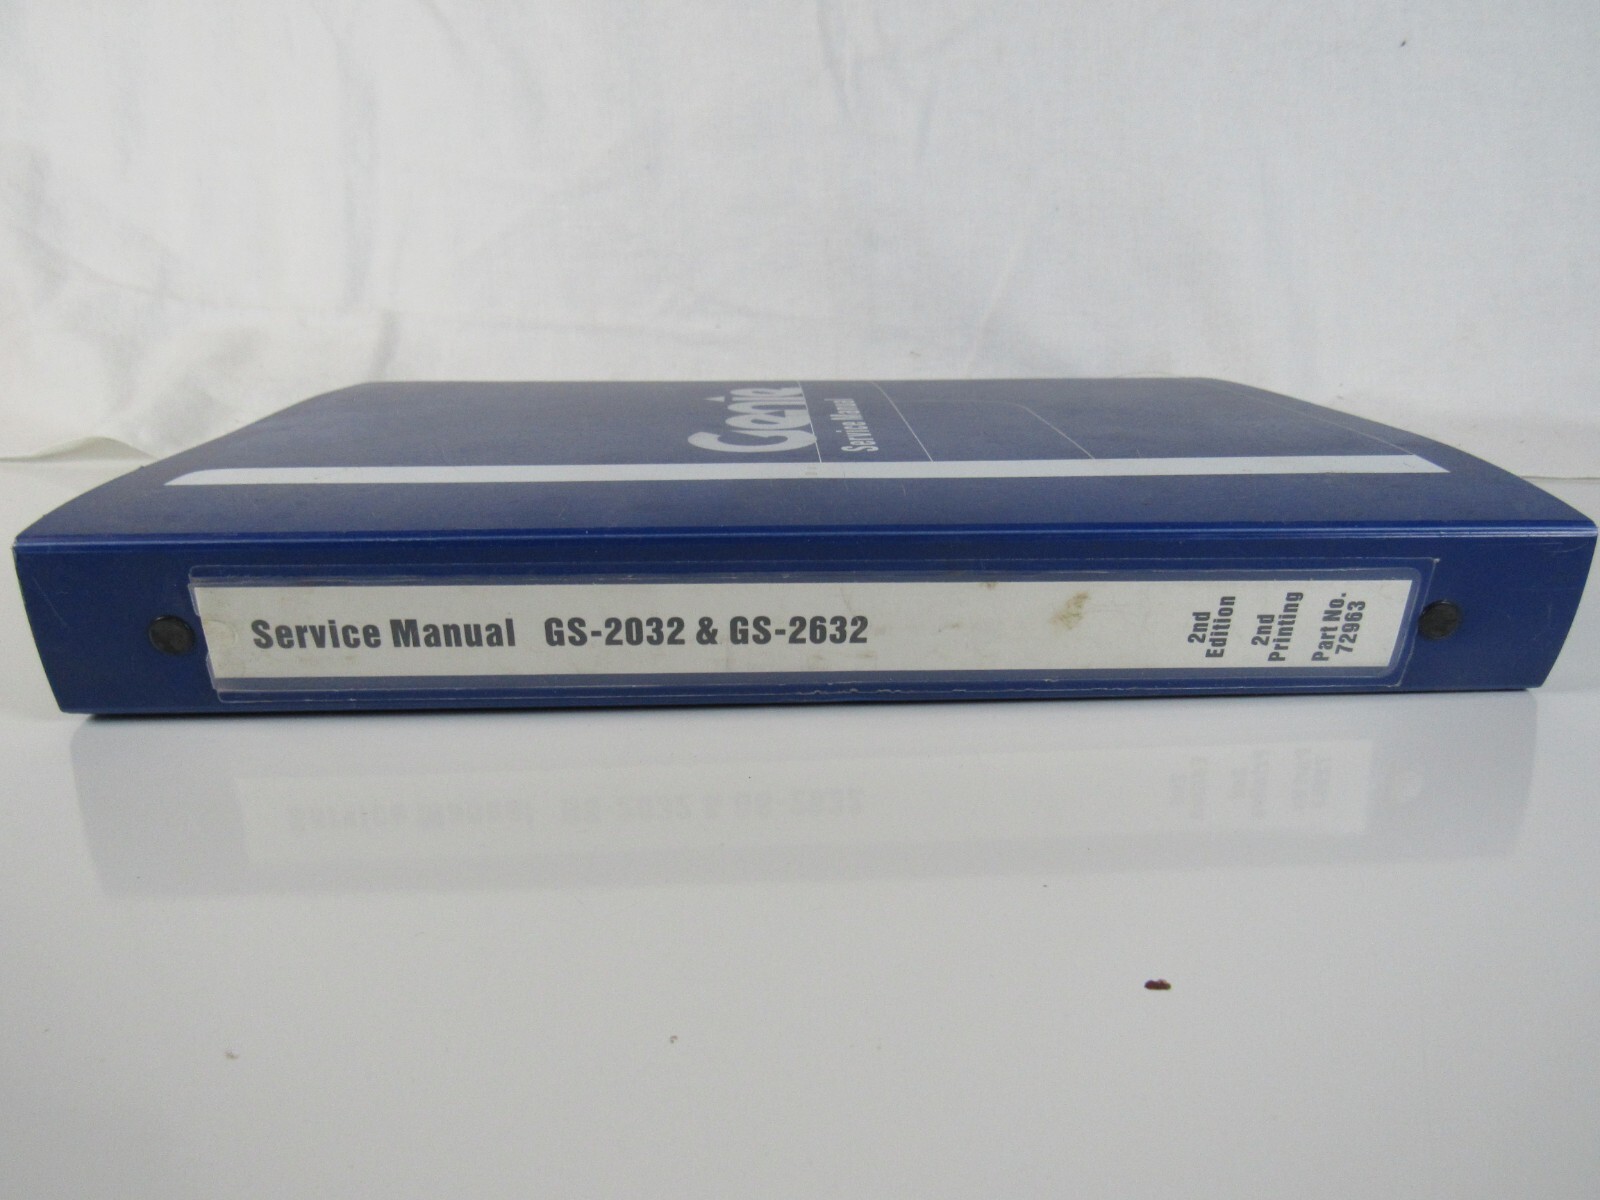 Genie
Service Manual
Service Manual GS-2032 & GS-2632
2nd
Edition
2nd
Printing
Part No.
72963